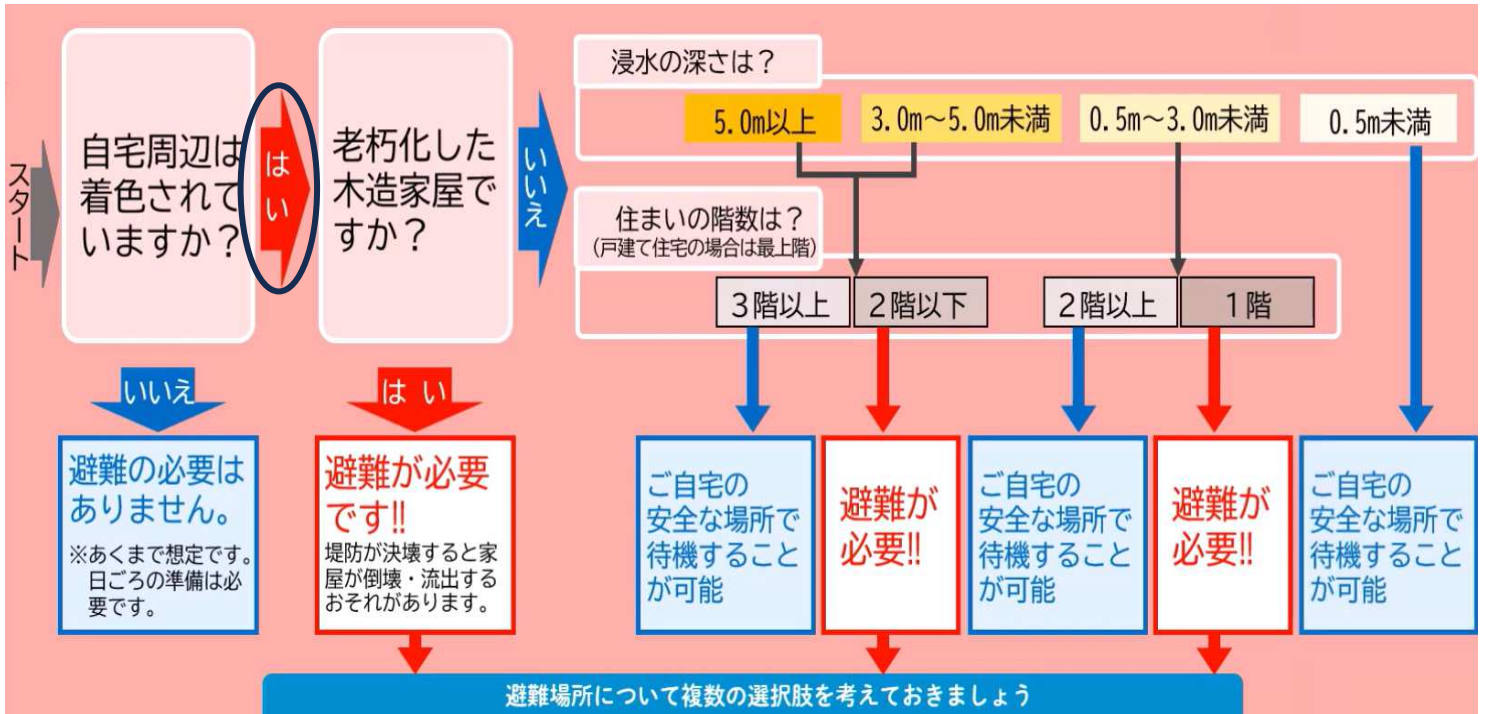 スタート
自宅周辺は
着色されて
いますか？
はい
いいえ
避難の必要は
ありません。
※あくまで想定です。
日ごろの準備は必
要です。
老朽化した
木造家屋で
すか？
はい
避難が必要
です!!
堤防が決壊すると家
屋が倒壊・流出する
おそれがあります。
いいえ
浸水の深さは？
5.0m以上
3.0m～5.0m未満
0.5m～3.0m未満
0.5m未満
住まいの階数は？
(戸建て住宅の場合は最上階)
３階以上
２階以下
２階以上
１階
ご自宅の
安全な場所で
待機すること
が可能
避難が
必要!!
ご自宅の
安全な場所で
待機すること
が可能
避難が
必要!!
ご自宅の
安全な場所で
待機すること
が可能
避難場所について複数の選択肢を考えておきましょう